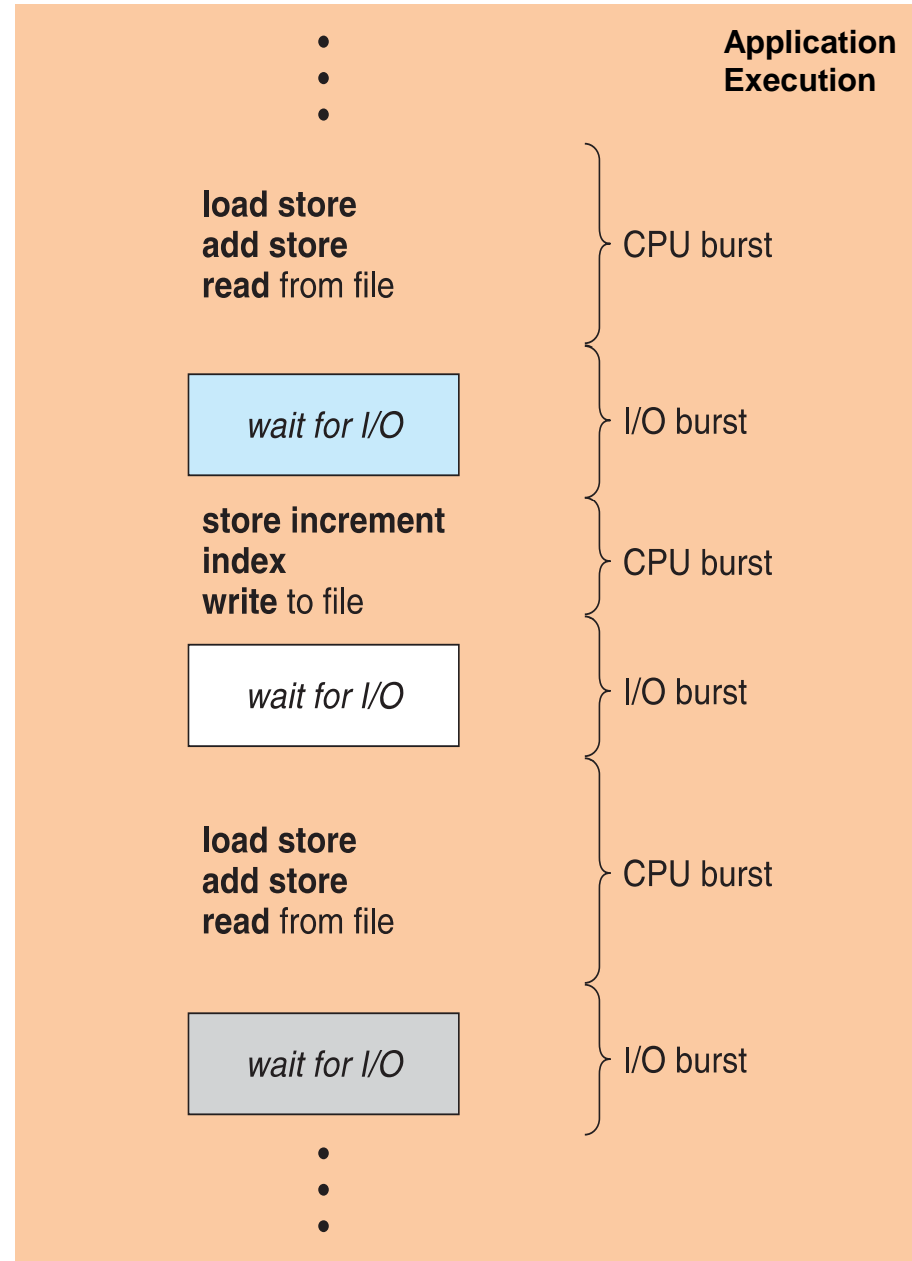 Application
Execution
load store
add store
read from file
CPU burst
wait for I/O
I/O burst
store increment
index
write to file
CPU burst
wait for I/O
I/O burst
load store
add store
read from file
CPU burst
wait for I/O
I/O burst